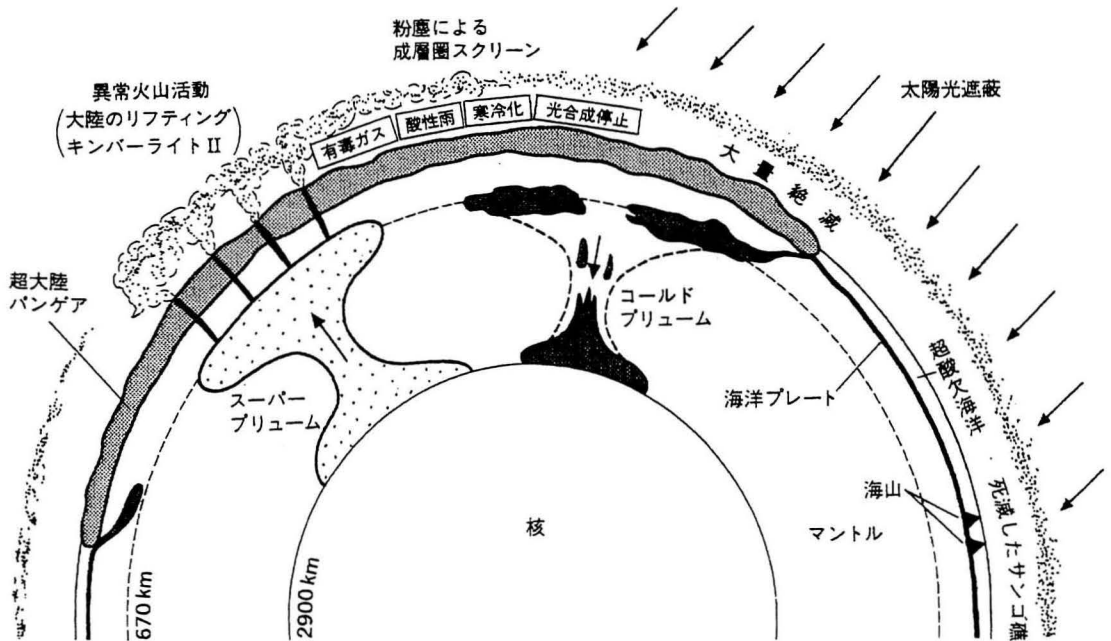 粉塵による
成層圏スクリーン
異常火山活動
(大陸のリフティング
キンバーライトⅡ)
太陽光遮蔽
有毒ガス
酸性雨
寒冷化
光合成停止
大量絶滅
超大陸
パンゲア
コールド
プリューム
スーパー
プリューム
海洋プレート
超酸欠海洋
海山
死滅したサンゴ礁
核
マントル
670 km
2900 km